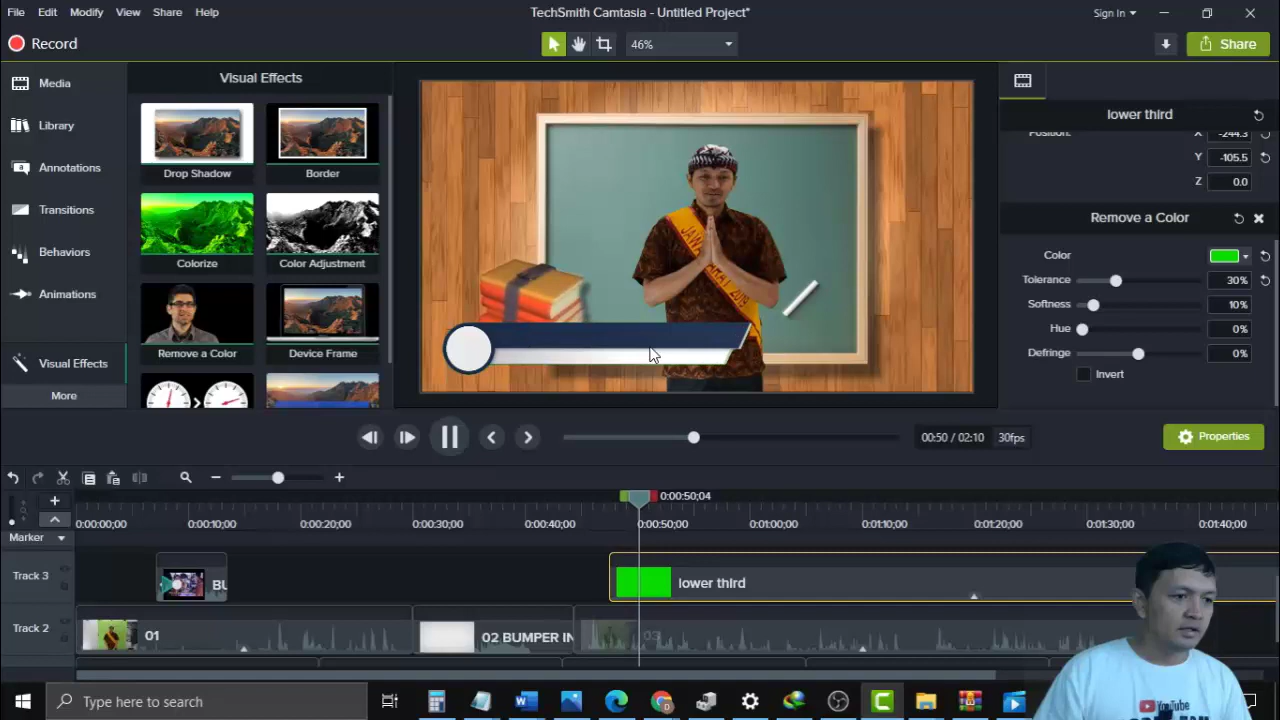 File Edit Modify View Share Help
TechSmith Camtasia - Untitled Project*
Sign In
Record
46%
Share
Media
Library
Annotations
Transitions
Behaviors
Animations
Visual Effects
More
Visual Effects
Drop Shadow
Border
Colorize
Color Adjustment
Remove a Color
Device Frame
lower third
Position:
X -244.3
Y -105.5
Z 0.0
Remove a Color
Color
Tolerance 30%
Softness 10%
Hue 0%
Defringe 0%
Invert
00:50 / 02:10 30fps
Properties
0:00:50;04
0:00:00;00 0:00:10;00 0:00:20;00 0:00:30;00 0:00:40;00 0:00:50;00 0:01:00;00 0:01:10;00 0:01:20;00 0:01:30;00 0:01:40;00
Marker
Track 3
BU
lower third
Track 2
01
02 BUMPER IN
03
Type here to search
YouTube